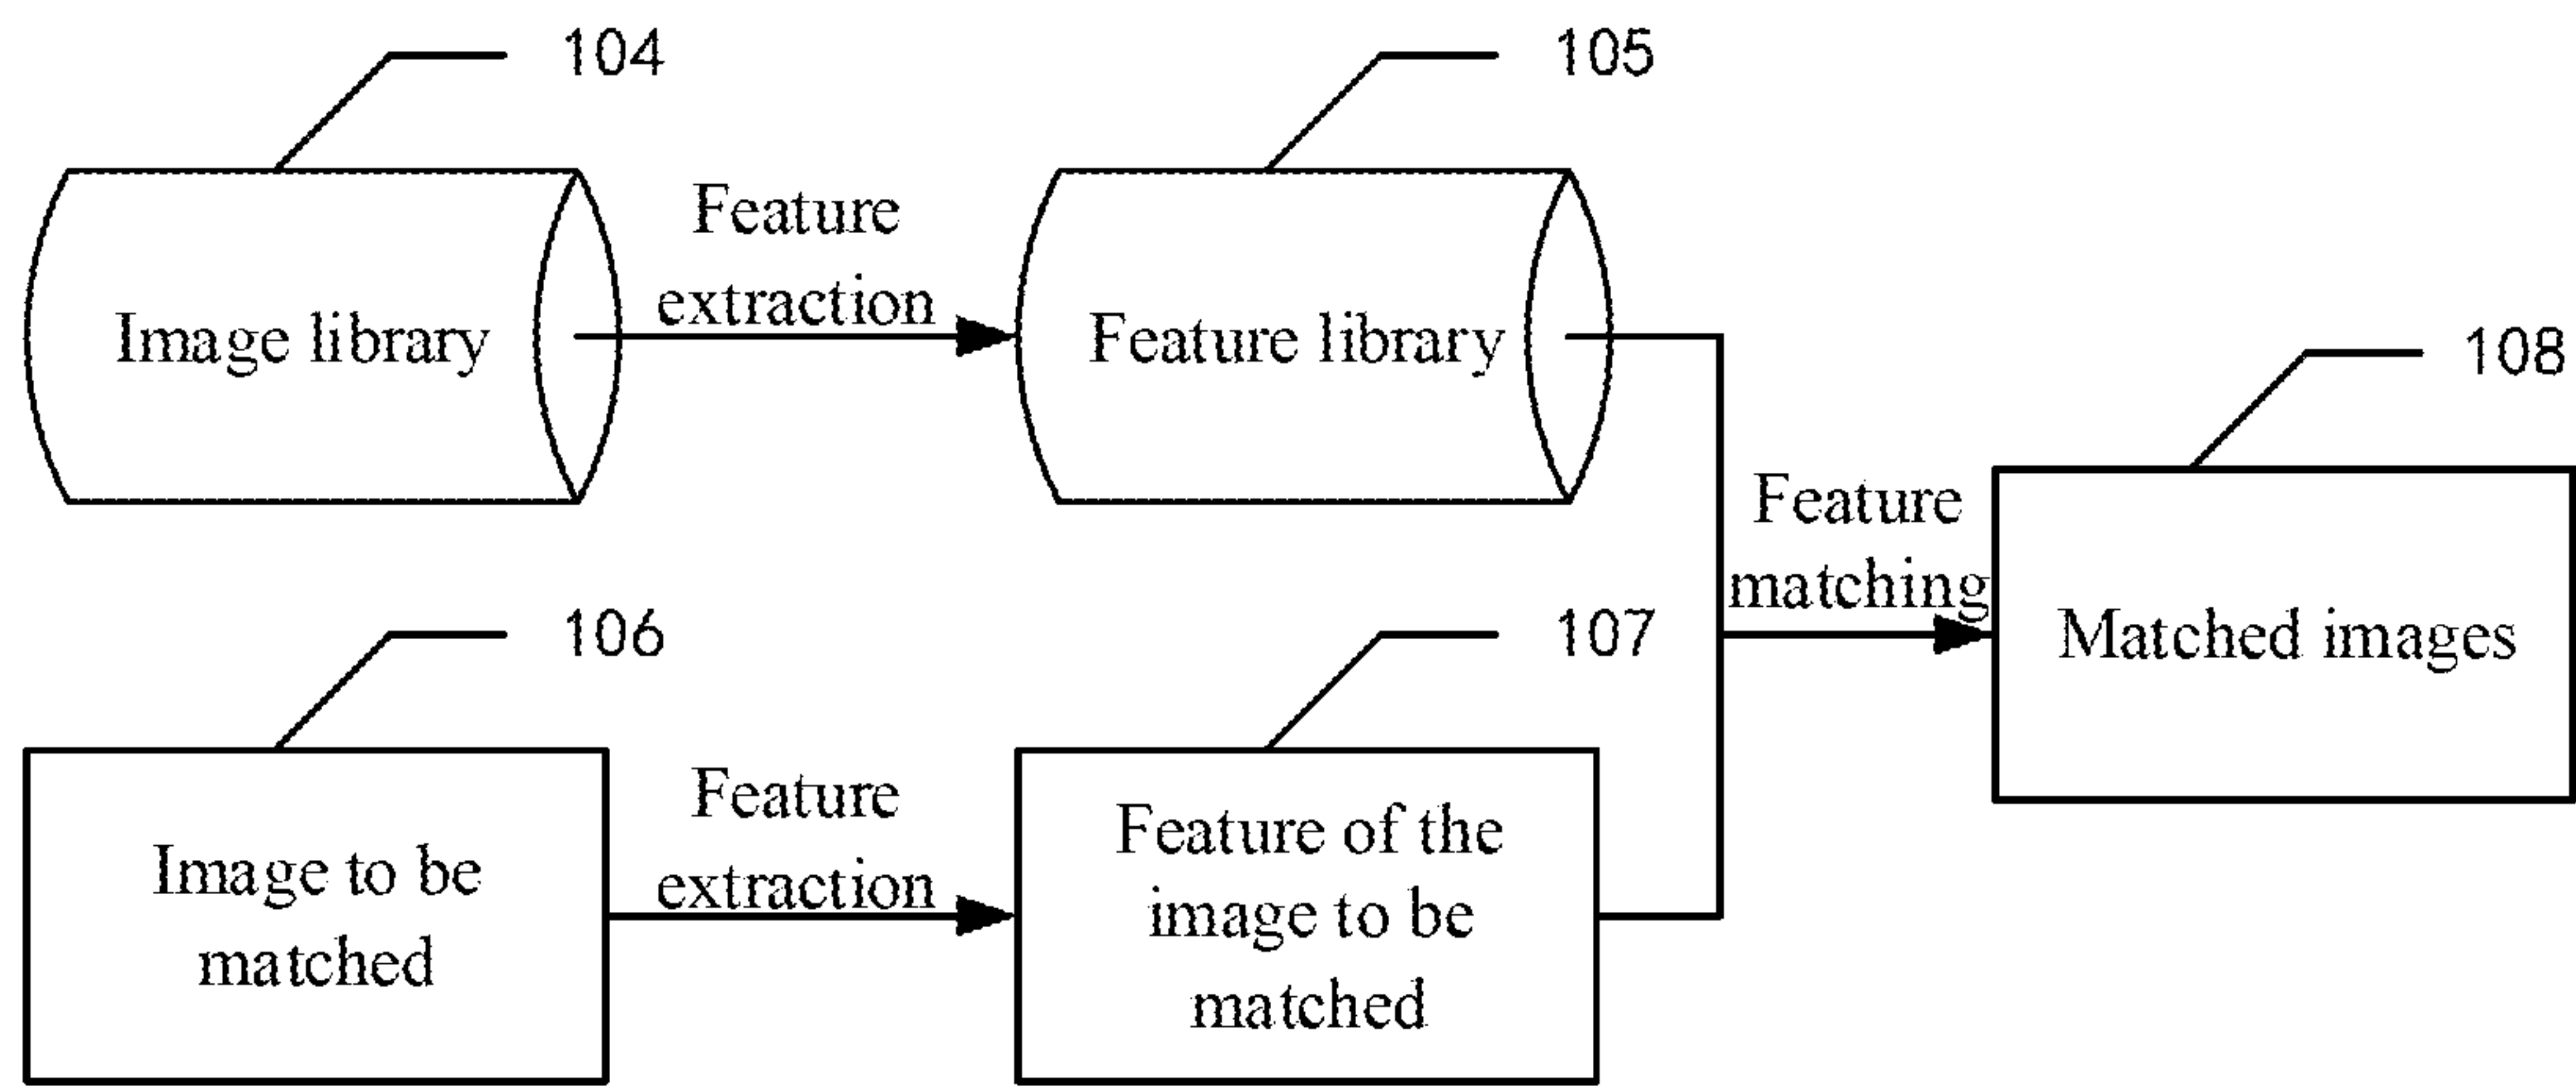 104
105
Feature
extraction
Image library
Feature library
108
Feature
matching
Matched images
106
107
Feature
extraction
Image to be
matched
Feature of the
image to be
matched